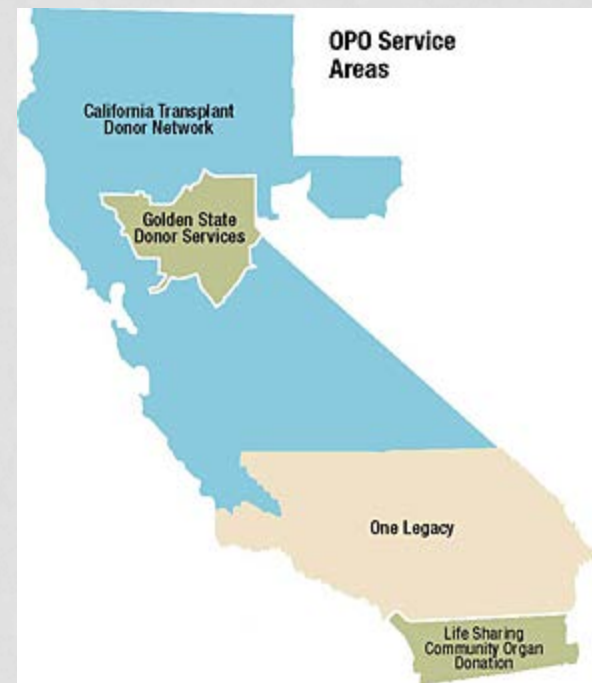 OPO Service
Areas
California Transplant
Donor Network
Golden State
Donor Services
One Legacy
Life Sharing
Community Organ
Donation